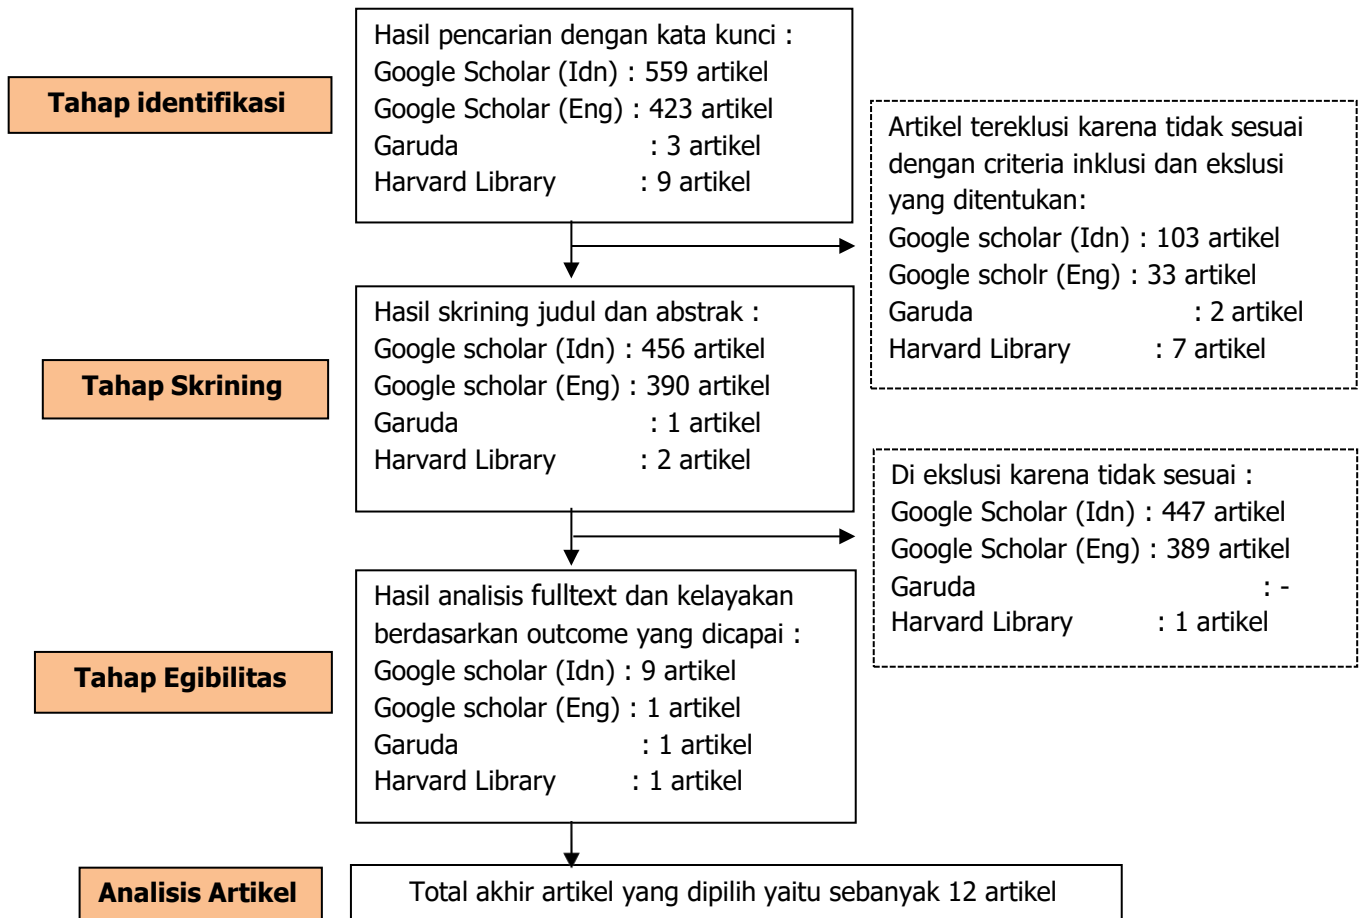 Hasil pencarian dengan kata kunci :
Google Scholar (Idn) : 559 artikel
Google Scholar (Eng) : 423 artikel
Garuda : 3 artikel
Harvard Library : 9 artikel
Tahap identifikasi
Artikel tereklusi karena tidak sesuai
dengan criteria inklusi dan ekslusi
yang ditentukan:
Google scholar (Idn) : 103 artikel
Google scholr (Eng) : 33 artikel
Garuda : 2 artikel
Harvard Library : 7 artikel
Hasil skrining judul dan abstrak :
Google scholar (Idn) : 456 artikel
Google scholar (Eng) : 390 artikel
Garuda : 1 artikel
Harvard Library : 2 artikel
Tahap Skrining
Di ekslusi karena tidak sesuai :
Google Scholar (Idn) : 447 artikel
Google Scholar (Eng) : 389 artikel
Garuda : -
Harvard Library : 1 artikel
Hasil analisis fulltext dan kelayakan
berdasarkan outcome yang dicapai :
Google scholar (Idn) : 9 artikel
Google scholar (Eng) : 1 artikel
Garuda : 1 artikel
Harvard Library : 1 artikel
Tahap Egibilitas
Analisis Artikel
Total akhir artikel yang dipilih yaitu sebanyak 12 artikel